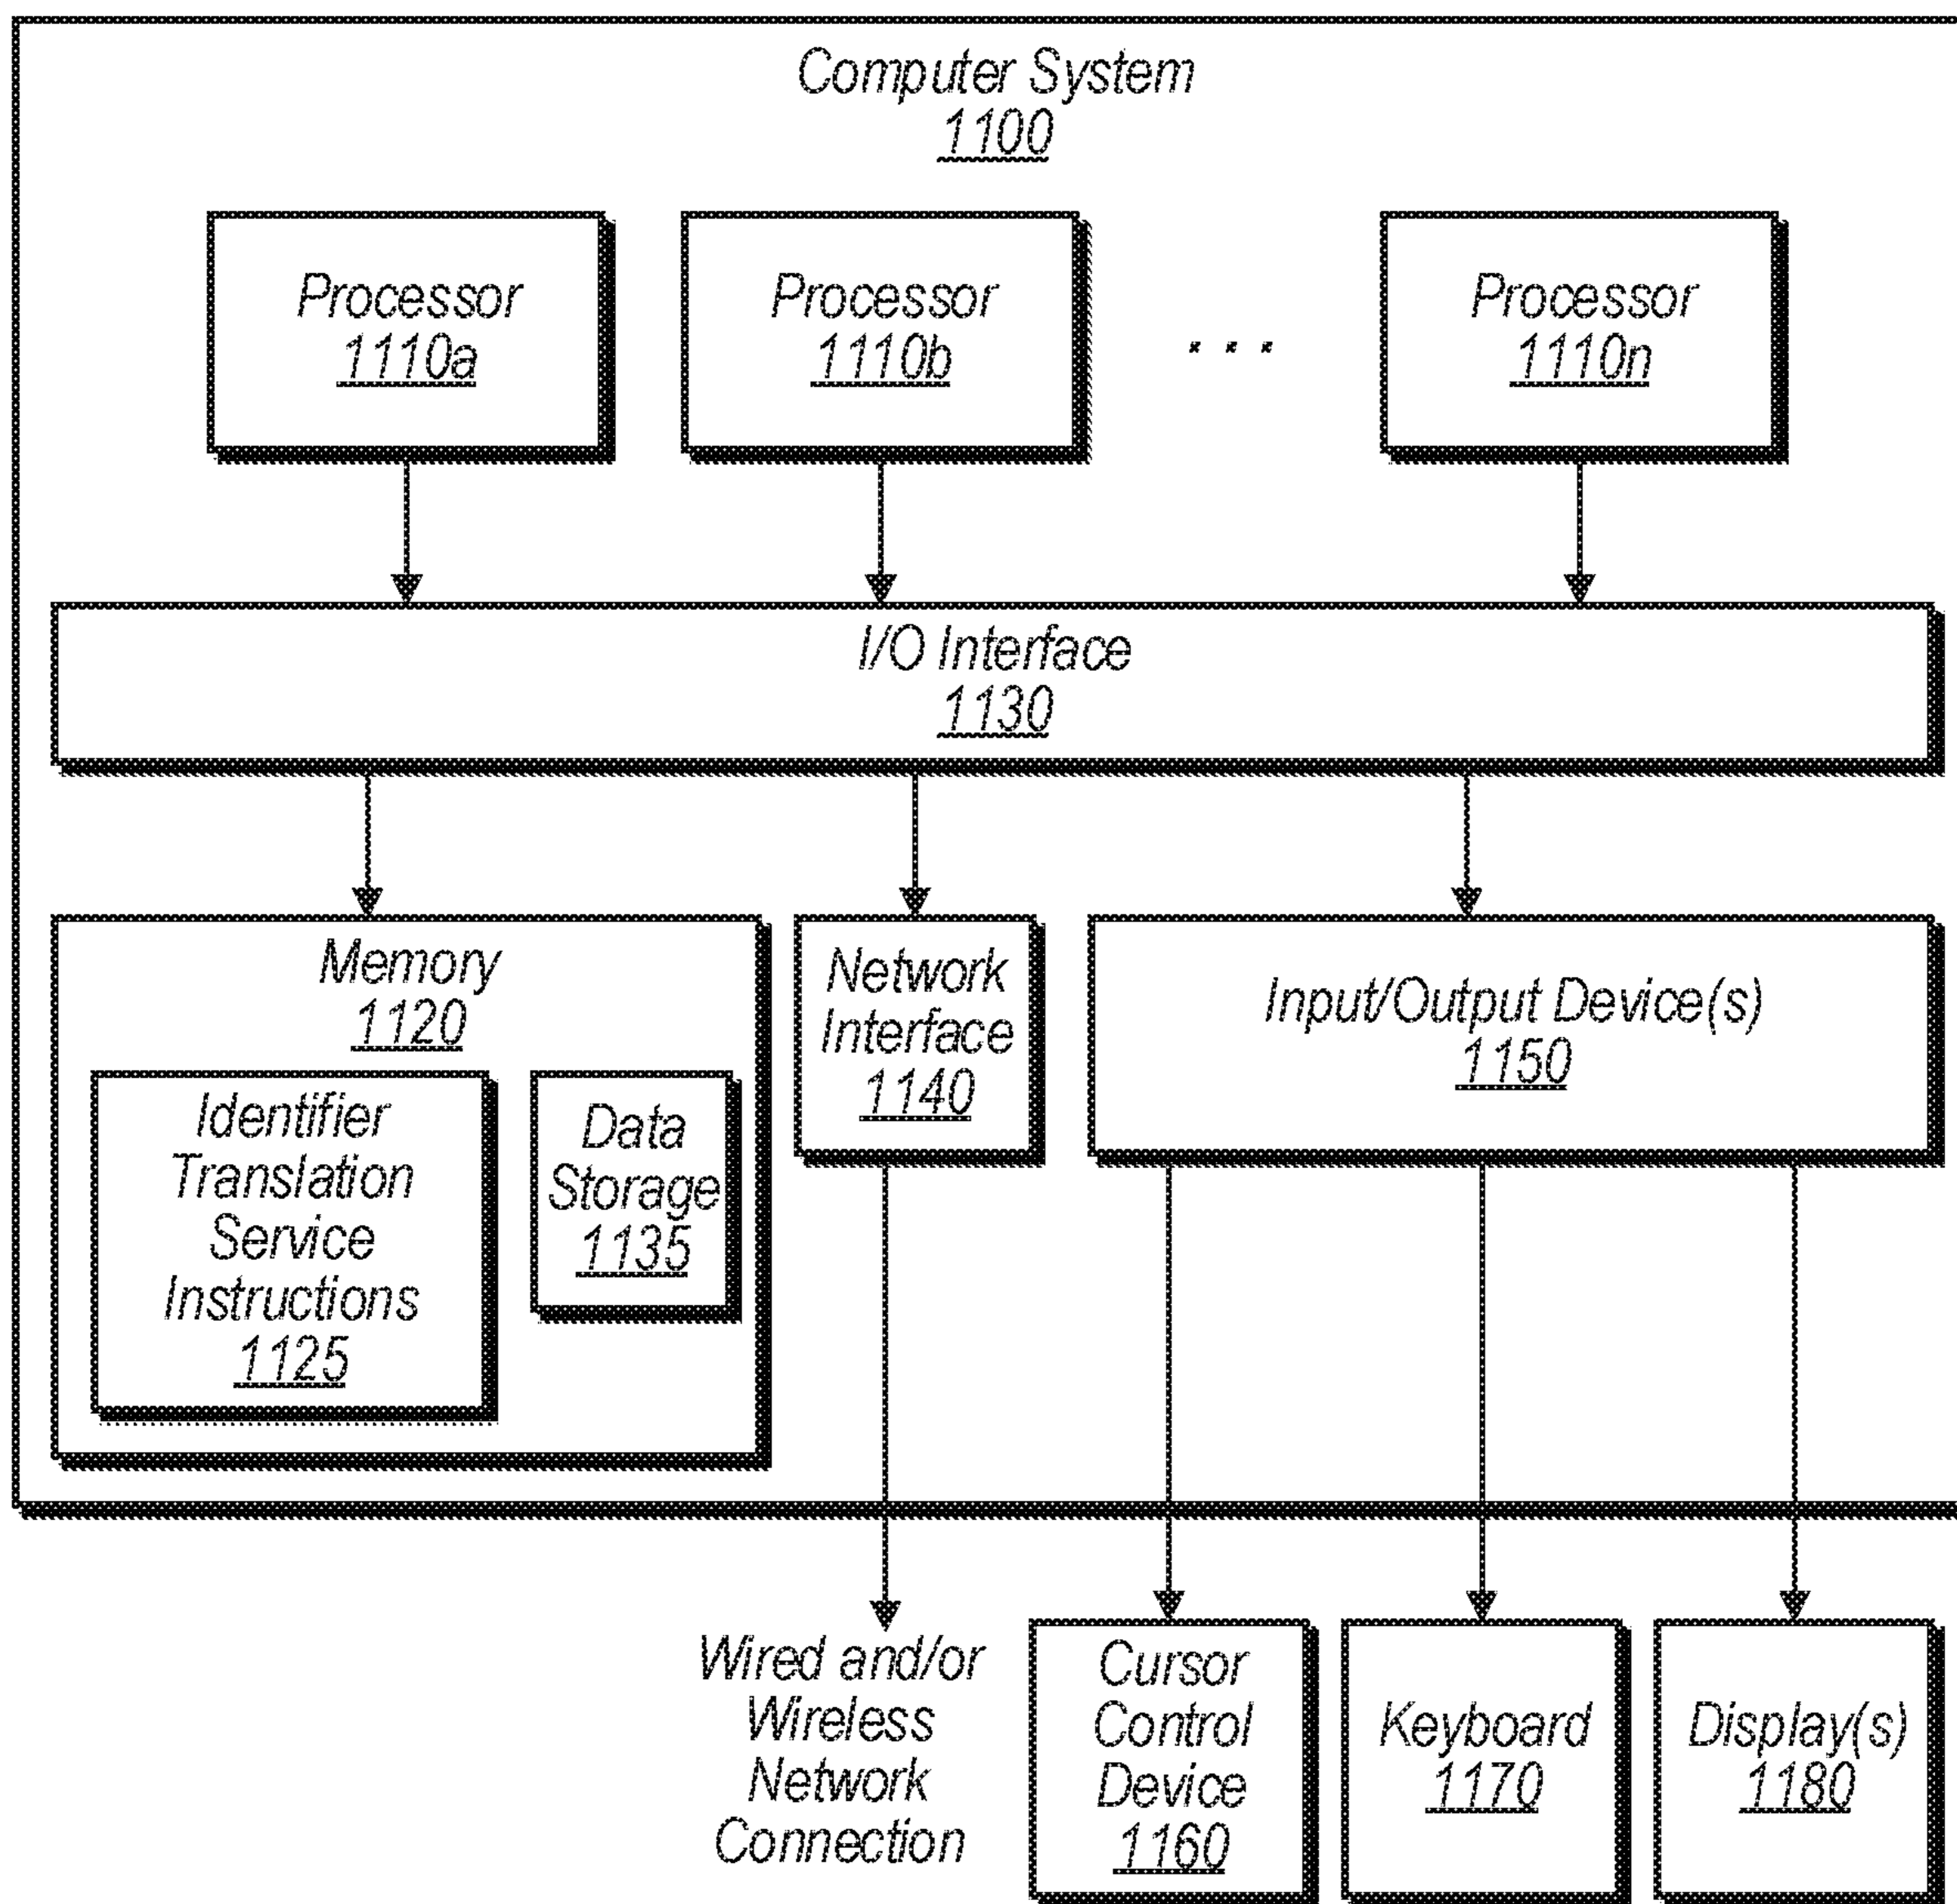 Computer System
1100
Processor
1110a
Processor
1110b
. . .
Processor
1110n
I/O Interface
1130
Memory
1120
Identifier
Translation
Service
Instructions
1125
Data
Storage
1135
Network
Interface
1140
Input/Output Device(s)
1150
Wired and/or
Wireless
Network
Connection
Cursor
Control
Device
1160
Keyboard
1170
Display(s)
1180